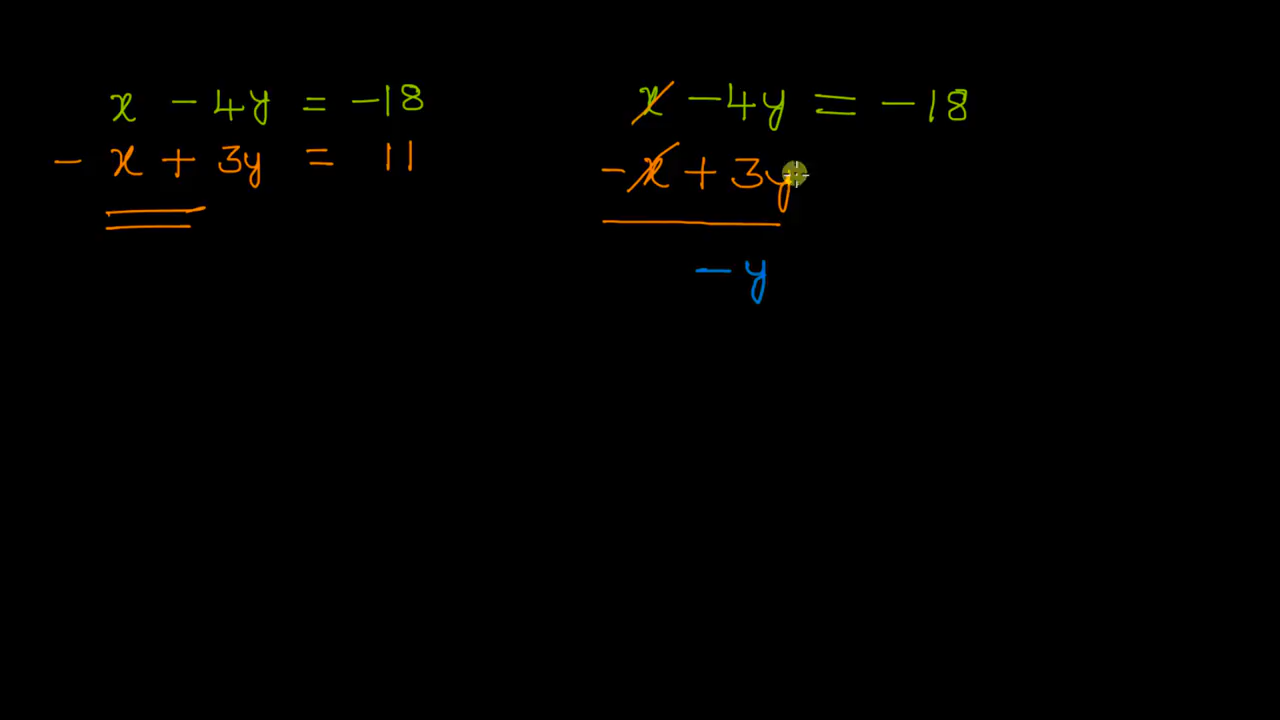 x - 4y = -18
- x + 3y = 11
x - 4y = -18
- x + 3y
- y